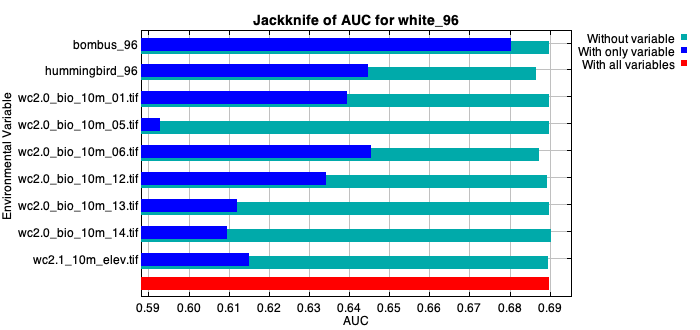 Jackknife of AUC for white_96
Without variable
With only variable
With all variables
Environmental Variable
bombus_96
hummingbird_96
wc2.0_bio_10m_01.tif
wc2.0_bio_10m_05.tif
wc2.0_bio_10m_06.tif
wc2.0_bio_10m_12.tif
wc2.0_bio_10m_13.tif
wc2.0_bio_10m_14.tif
wc2.1_10m_elev.tif
0.59 0.60 0.61 0.62 0.63 0.64 0.65 0.66 0.67 0.68 0.69
AUC